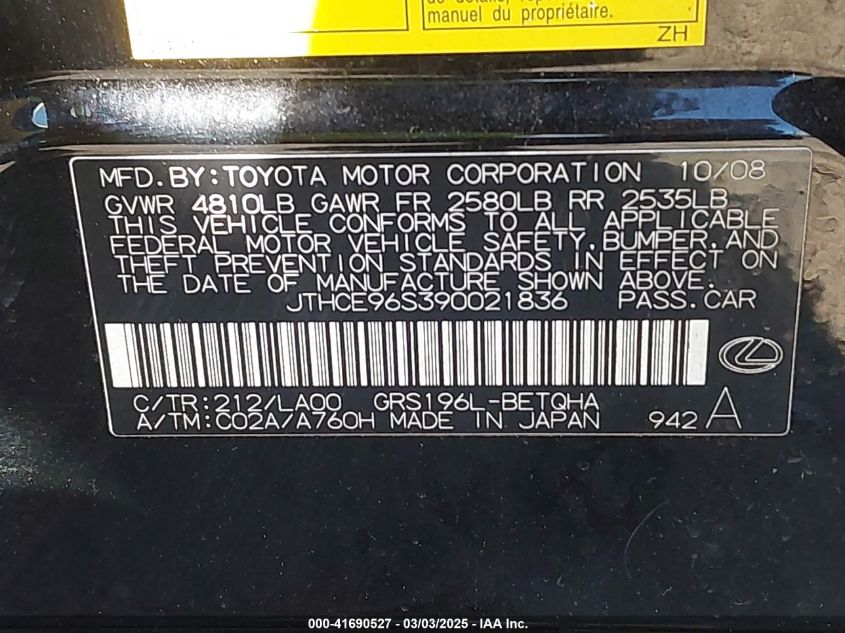 de détails,
manuel du propriétaire.
ZH
MFD.BY:TOYOTA MOTOR CORPORATION 10/08
GVWR 4810LB GAWR FR 2580LB RR 2535LB
THIS VEHICLE CONFORMS TO ALL APPLICABLE
FEDERAL MOTOR VEHICLE SAFETY,BUMPER,AND
THEFT PREVENTION STANDARDS IN EFFECT ON
THE DATE OF MANUFACTURE SHOWN ABOVE.
JTHCE96S390021836 PASS.CAR
C/TR:212/LA00 GRS196L-BETQHA
A/TM:C02A/A760H MADE IN JAPAN 942 A
000-41690527 - 03/03/2025 - IAA Inc.